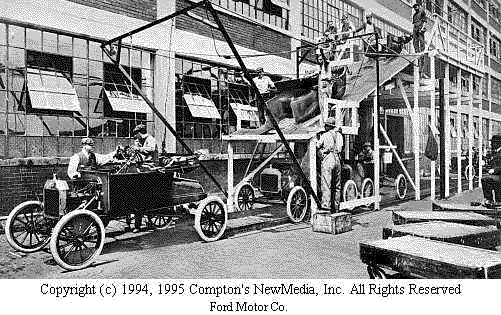 Copyright (c) 1994, 1995 Compton's NewMedia, Inc. All Rights Reserved
Ford Motor Co.